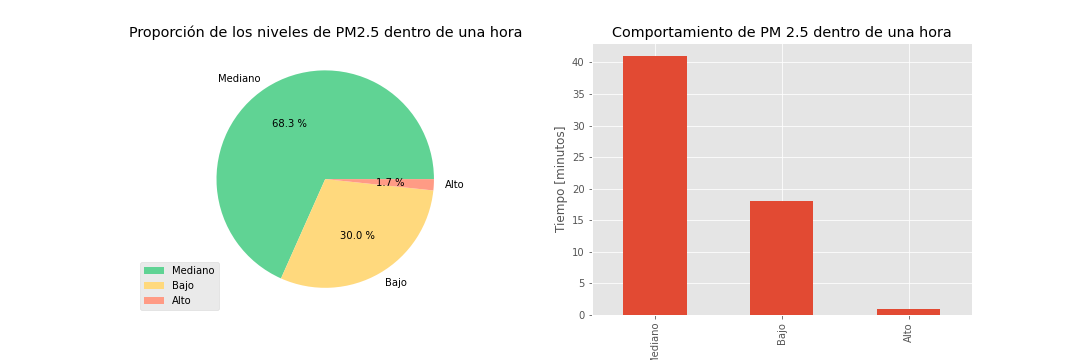 Proporción de los niveles de PM2.5 dentro de una hora
Mediano
68.3 %
1.7 %
Alto
30.0 %
Bajo
Mediano
Bajo
Alto
Comportamiento de PM 2.5 dentro de una hora
Tiempo [minutos]
40
35
30
25
20
15
10
5
0
Mediano
Bajo
Alto